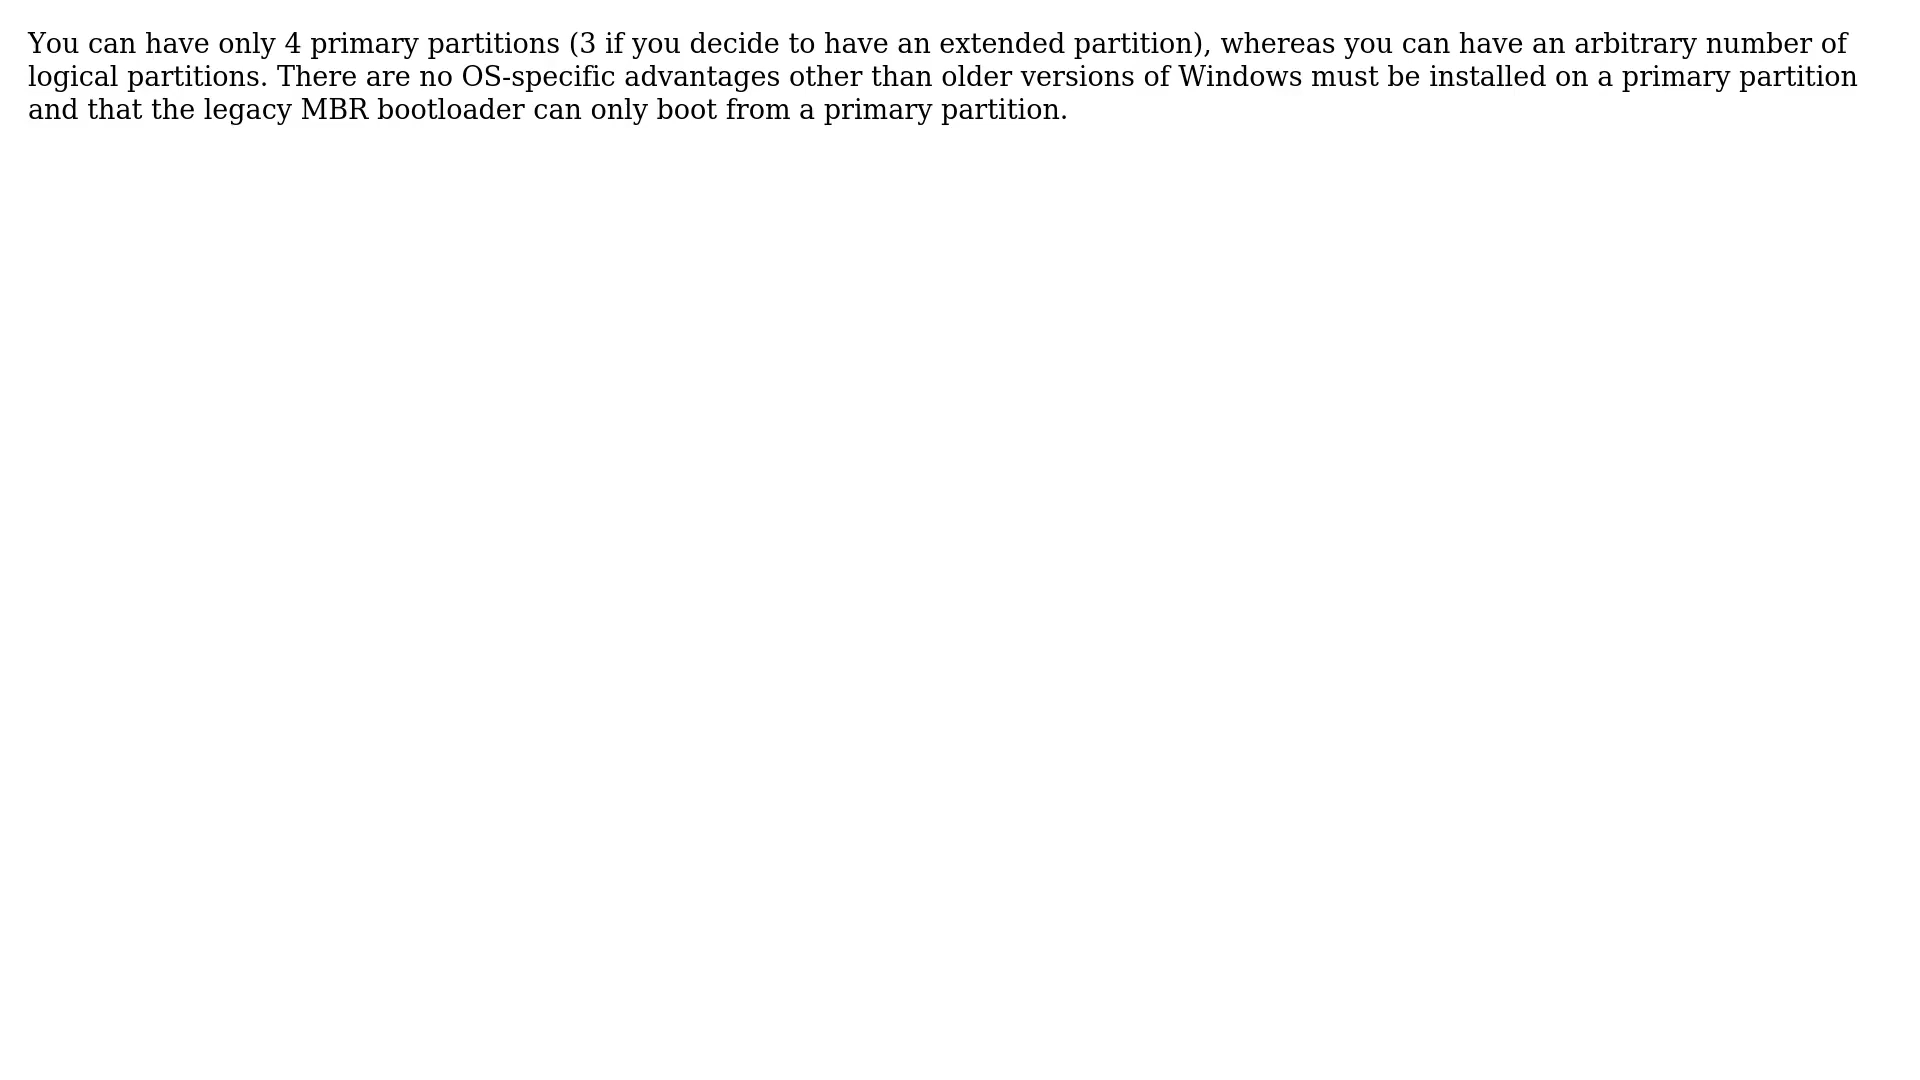 You can have only 4 primary partitions (3 if you decide to have an extended partition), whereas you can have an arbitrary number of
logical partitions. There are no OS-specific advantages other than older versions of Windows must be installed on a primary partition
and that the legacy MBR bootloader can only boot from a primary partition.